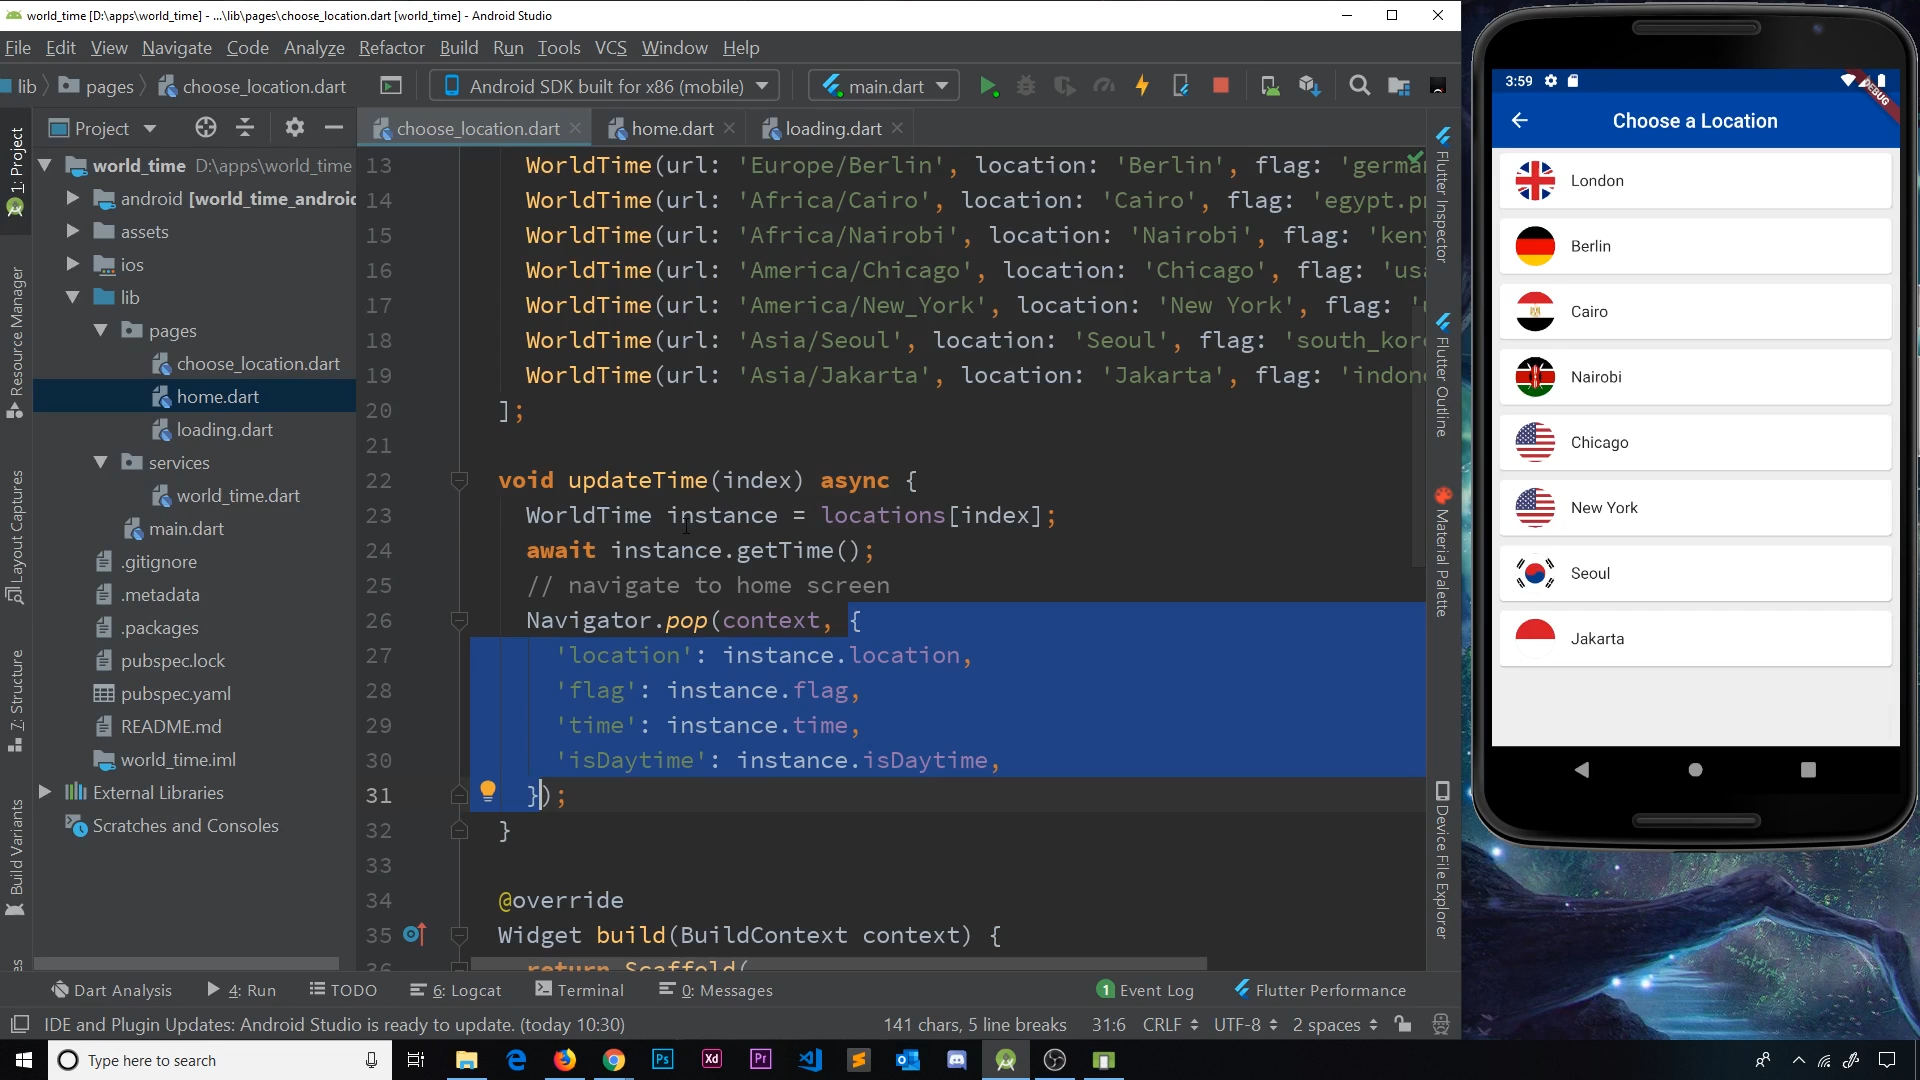 world_time [D:\apps\world_time] - ...\lib\pages\choose_location.dart [world_time] - Android Studio
File Edit View Navigate Code Analyze Refactor Build Run Tools VCS Window Help
lib pages choose_location.dart Android SDK built for x86 (mobile) main.dart
Project
choose_location.dart home.dart loading.dart
1: Project
Resource Manager
Layout Captures
7: Structure
Build Variants
world_time D:\apps\world_time
android [world_time_android
assets
ios
lib
pages
choose_location.dart
home.dart
loading.dart
services
world_time.dart
main.dart
.gitignore
.metadata
.packages
pubspec.lock
pubspec.yaml
README.md
world_time.iml
External Libraries
Scratches and Consoles
13 WorldTime(url: 'Europe/Berlin', location: 'Berlin', flag: 'germa
14 WorldTime(url: 'Africa/Cairo', location: 'Cairo', flag: 'egypt.p
15 WorldTime(url: 'Africa/Nairobi', location: 'Nairobi', flag: 'ken
16 WorldTime(url: 'America/Chicago', location: 'Chicago', flag: 'us
17 WorldTime(url: 'America/New_York', location: 'New York', flag: '
18 WorldTime(url: 'Asia/Seoul', location: 'Seoul', flag: 'south_kor
19 WorldTime(url: 'Asia/Jakarta', location: 'Jakarta', flag: 'indon
20 ];
21
22 void updateTime(index) async {
23 WorldTime instance = locations[index];
24 await instance.getTime();
25 // navigate to home screen
26 Navigator.pop(context, {
27 'location': instance.location,
28 'flag': instance.flag,
29 'time': instance.time,
30 'isDaytime': instance.isDaytime,
31 });
32 }
33
34 @override
35 Widget build(BuildContext context) {
36 return Scaffold(
Flutter Inspector
Flutter Outline
Material Palette
Device File Explorer
Dart Analysis 4: Run TODO 6: Logcat Terminal 0: Messages 1 Event Log Flutter Performance
IDE and Plugin Updates: Android Studio is ready to update. (today 10:30) 141 chars, 5 line breaks 31:6 CRLF UTF-8 2 spaces
Type here to search
Ps Xd Pr
3:59
DEBUG
Choose a Location
London
Berlin
Cairo
Nairobi
Chicago
New York
Seoul
Jakarta